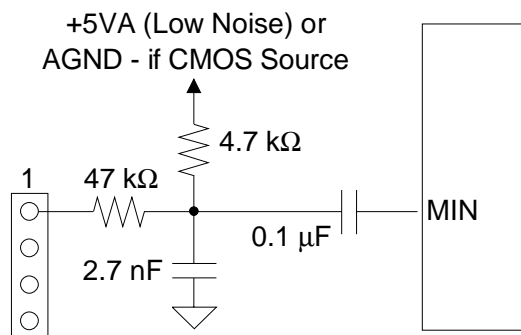 +5VA (Low Noise) or
AGND - if CMOS Source
4.7 kΩ
1
47 kΩ
MIN
0.1 μF
2.7 nF